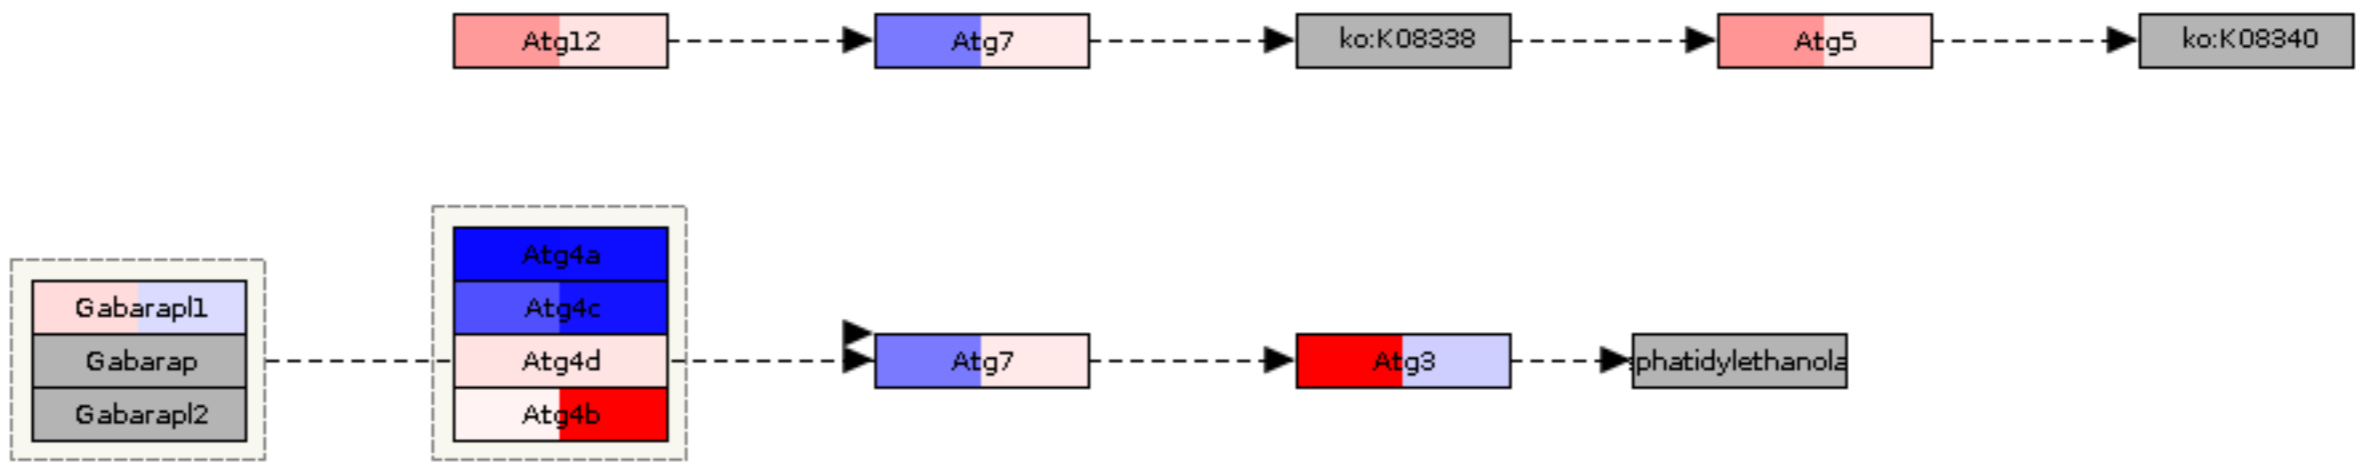 Atg12
Atg7
ko:K08338
Atg5
ko:K08340
Gabarapl1
Gabarap
Gabarapl2
Atg4a
Atg4c
Atg4d
Atg4b
Atg7
Atg3
phatidylethanola